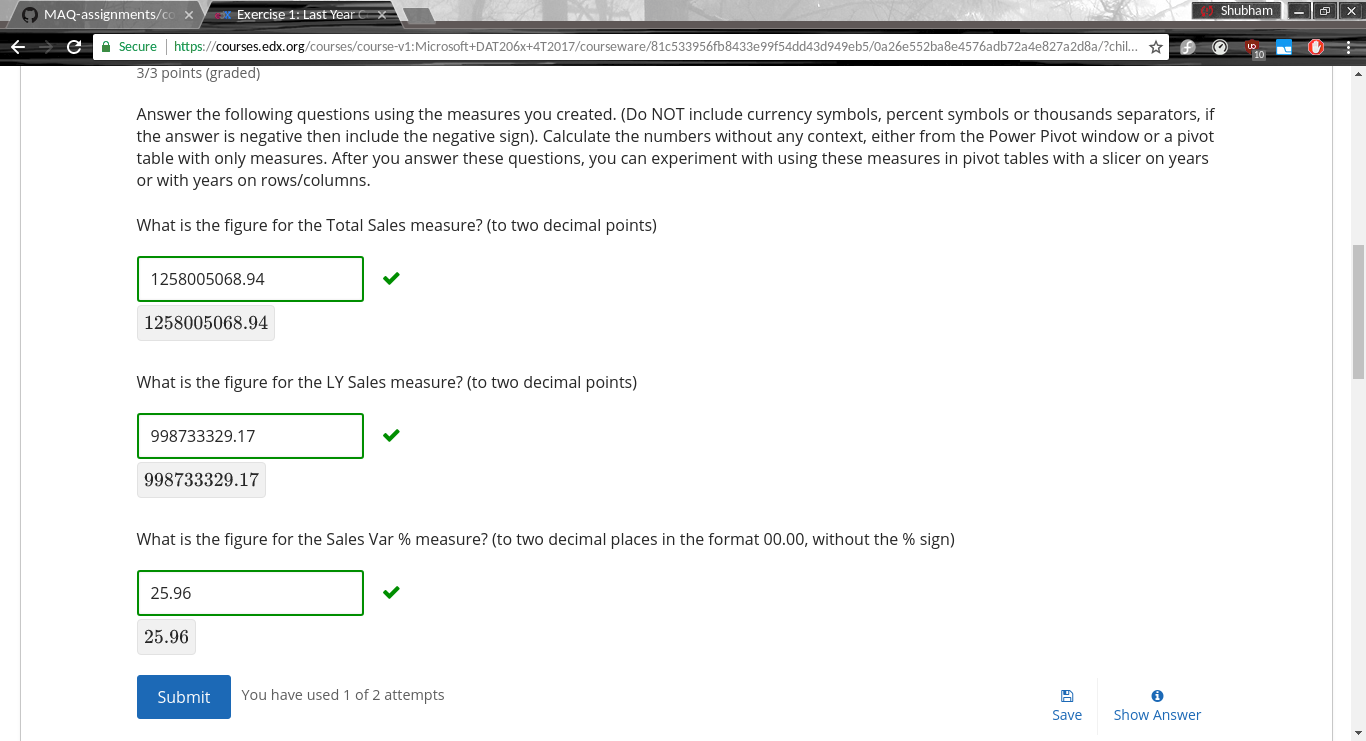 MAQ-assignments/co
Exercise 1: Last Year C
Shubham
Secure
https://courses.edx.org/courses/course-v1:Microsoft+DAT206x+4T2017/courseware/81c533956fb8433e99f54dd43d949eb5/0a26e552ba8e4576adb72a4e827a2d8a/?chil...
10
3/3 points (graded)
Answer the following questions using the measures you created. (Do NOT include currency symbols, percent symbols or thousands separators, if
the answer is negative then include the negative sign). Calculate the numbers without any context, either from the Power Pivot window or a pivot
table with only measures. After you answer these questions, you can experiment with using these measures in pivot tables with a slicer on years
or with years on rows/columns.
What is the figure for the Total Sales measure? (to two decimal points)
1258005068.94
1258005068.94
What is the figure for the LY Sales measure? (to two decimal points)
998733329.17
998733329.17
What is the figure for the Sales Var % measure? (to two decimal places in the format 00.00, without the % sign)
25.96
25.96
Submit
You have used 1 of 2 attempts
Save
Show Answer